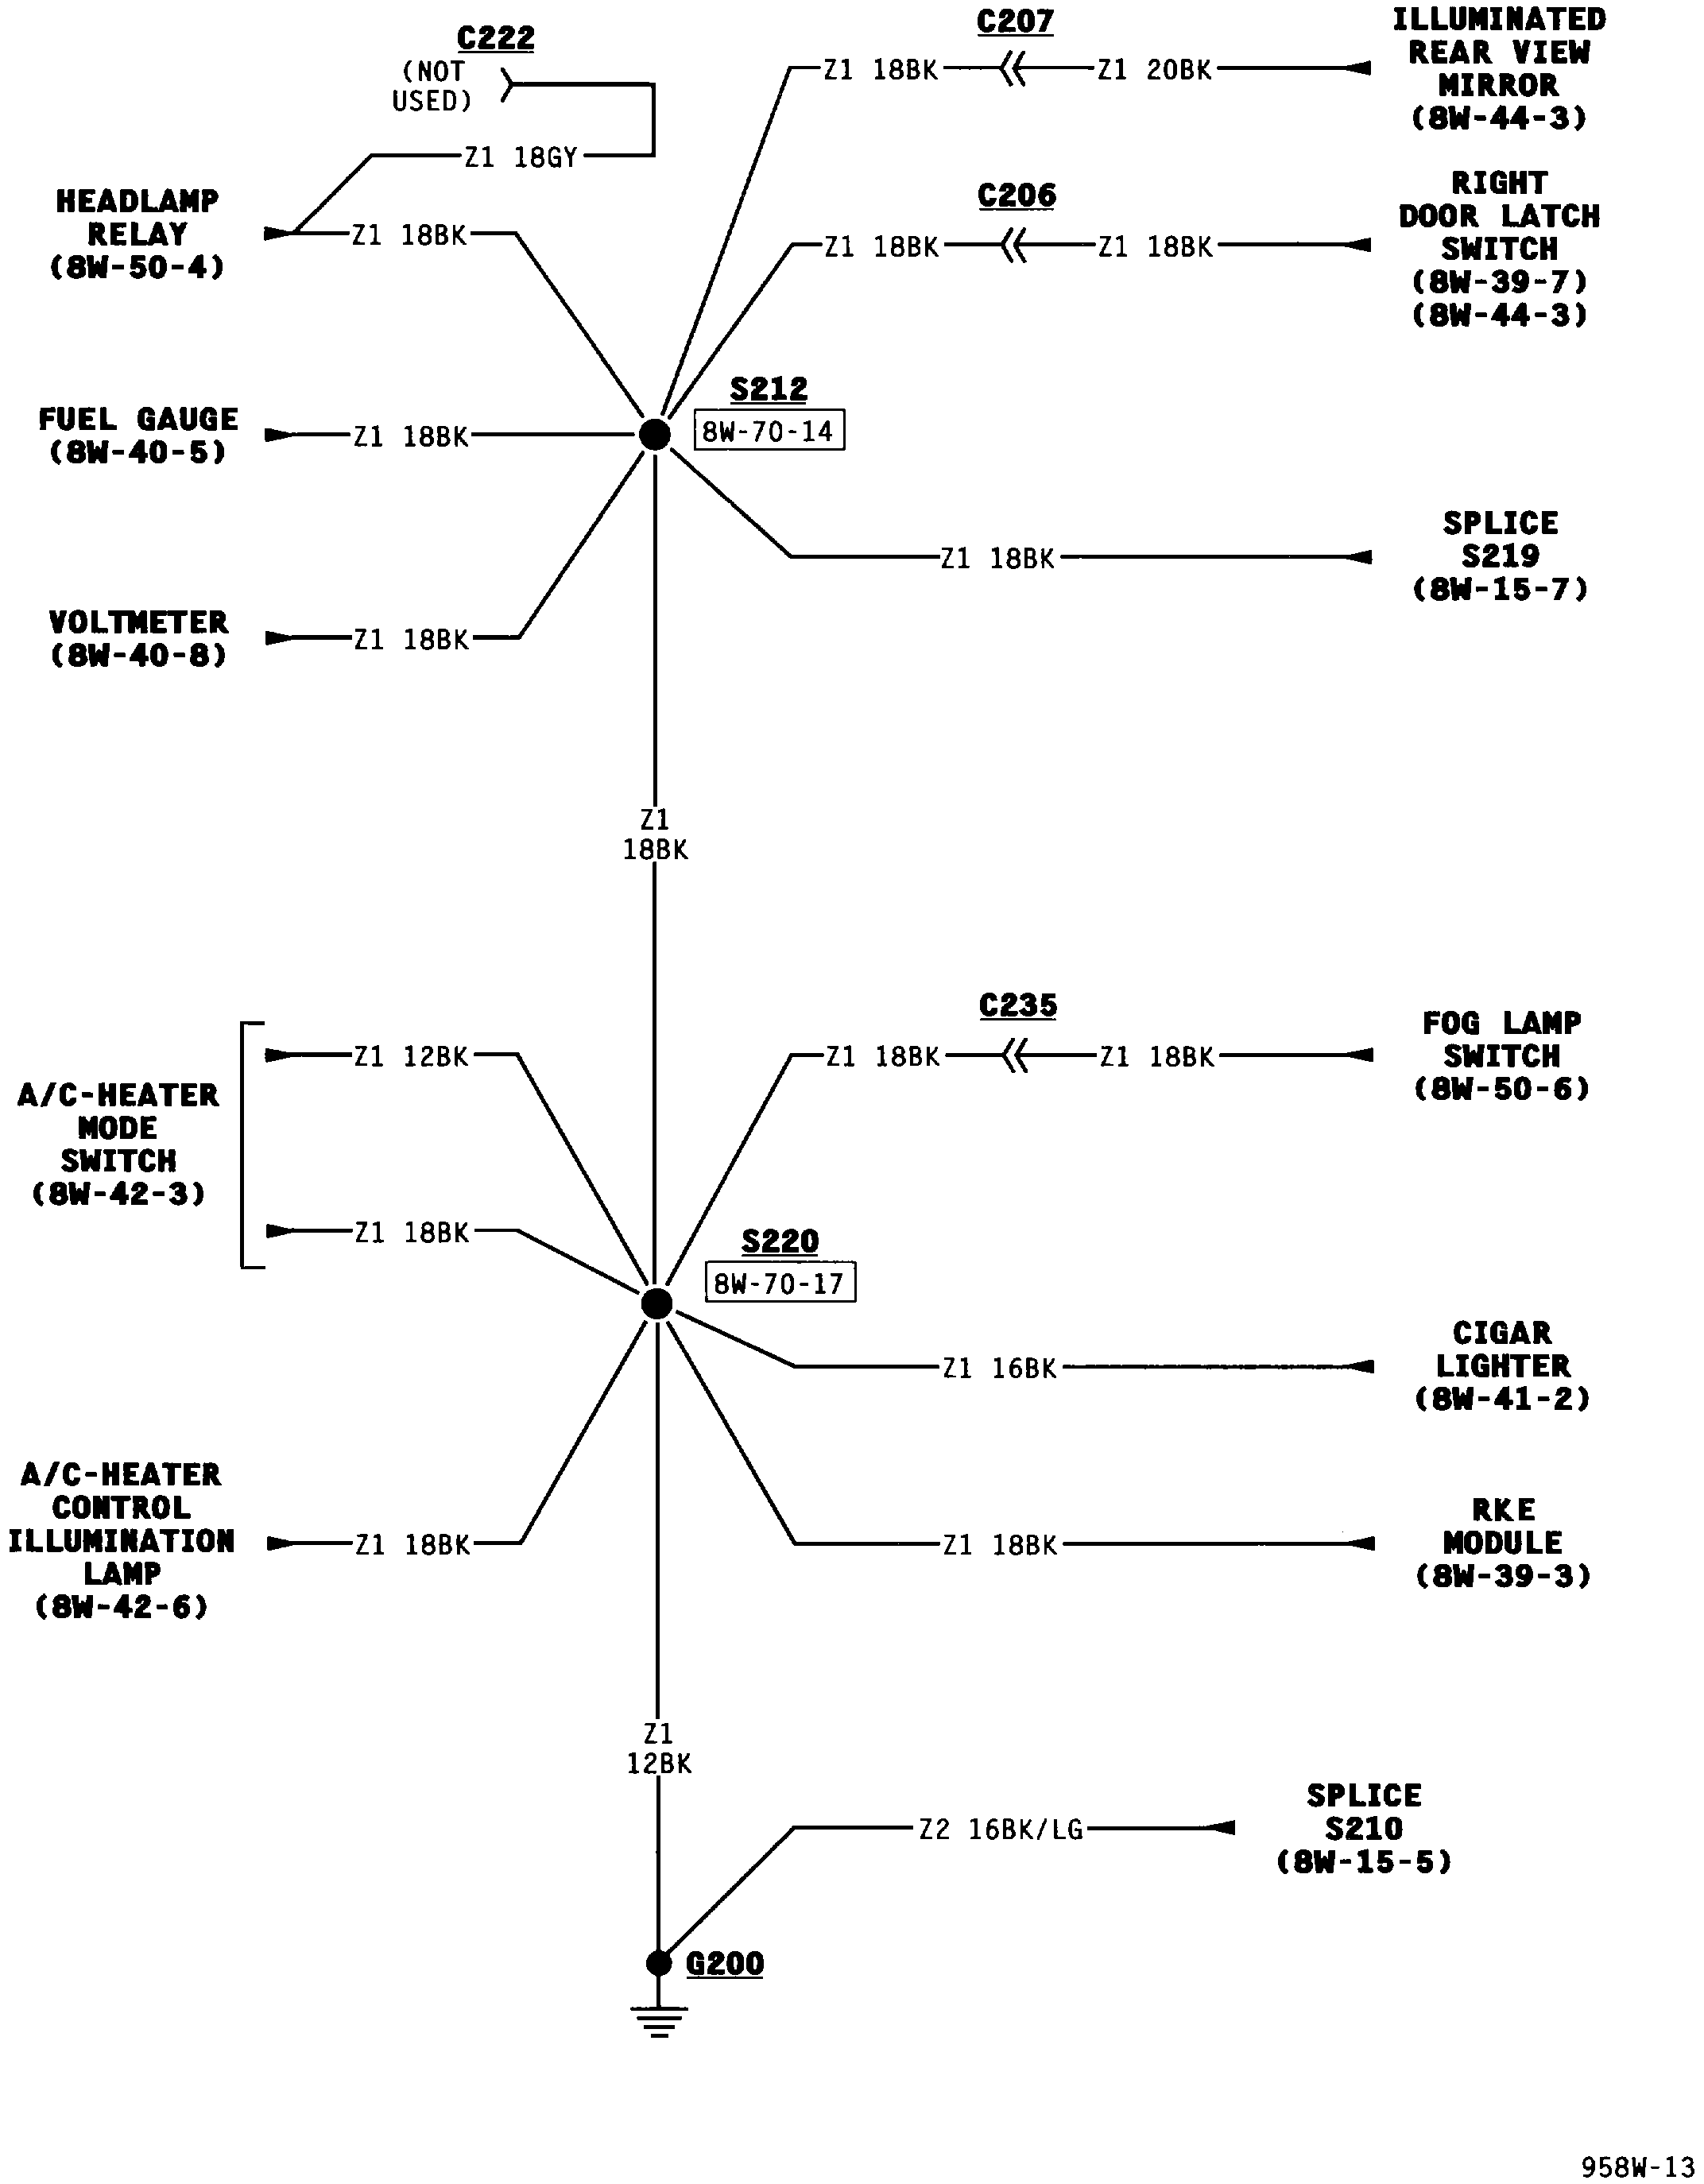 C222
(NOT
USED)
Z1 18GY
HEADLAMP
RELAY
(8W-50-4)
Z1 18BK
C207
Z1 18BK
Z1 20BK
ILLUMINATED
REAR VIEW
MIRROR
(8W-44-3)
C206
Z1 18BK
Z1 18BK
RIGHT
DOOR LATCH
SWITCH
(8W-39-7)
(8W-44-3)
FUEL GAUGE
(8W-40-5)
Z1 18BK
S212
8W-70-14
VOLTMETER
(8W-40-8)
Z1 18BK
Z1 18BK
SPLICE
S219
(8W-15-7)
Z1
18BK
A/C-HEATER
MODE
SWITCH
(8W-42-3)
Z1 12BK
Z1 18BK
C235
Z1 18BK
Z1 18BK
FOG LAMP
SWITCH
(8W-50-6)
S220
8W-70-17
Z1 16BK
CIGAR
LIGHTER
(8W-41-2)
A/C-HEATER
CONTROL
ILLUMINATION
LAMP
(8W-42-6)
Z1 18BK
Z1 18BK
RKE
MODULE
(8W-39-3)
Z1
12BK
Z2 16BK/LG
SPLICE
S210
(8W-15-5)
G200
958W-13